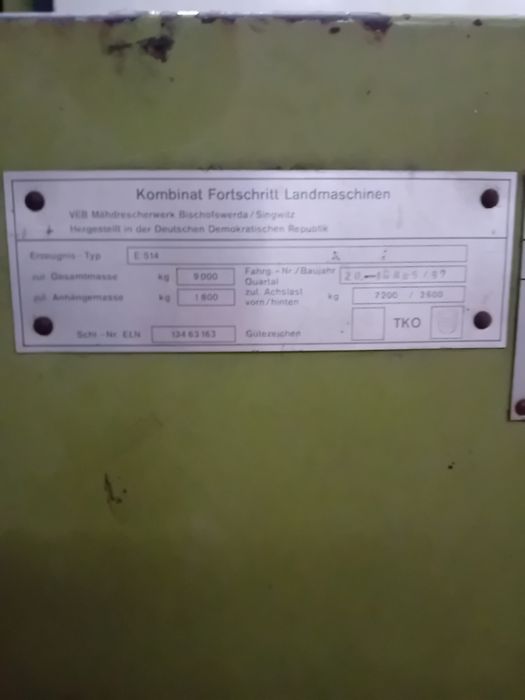 Kombinat Fortschritt Landmaschinen
VEB Mähdrescherwerk Bischofswerda/Singwitz
Hergestellt in der Deutschen Demokratischen Republik
Erzeugnis-Typ E 514
zul. Gesamtmasse kg 9000 Fahrg.-Nr./Baujahr
Quartal
zul. Anhängemasse kg 1800 zul. Achslast
vorn/hinten kg 7200 / 2600
Schl.-Nr. ELN 134 63 163 Gütezeichen TKO